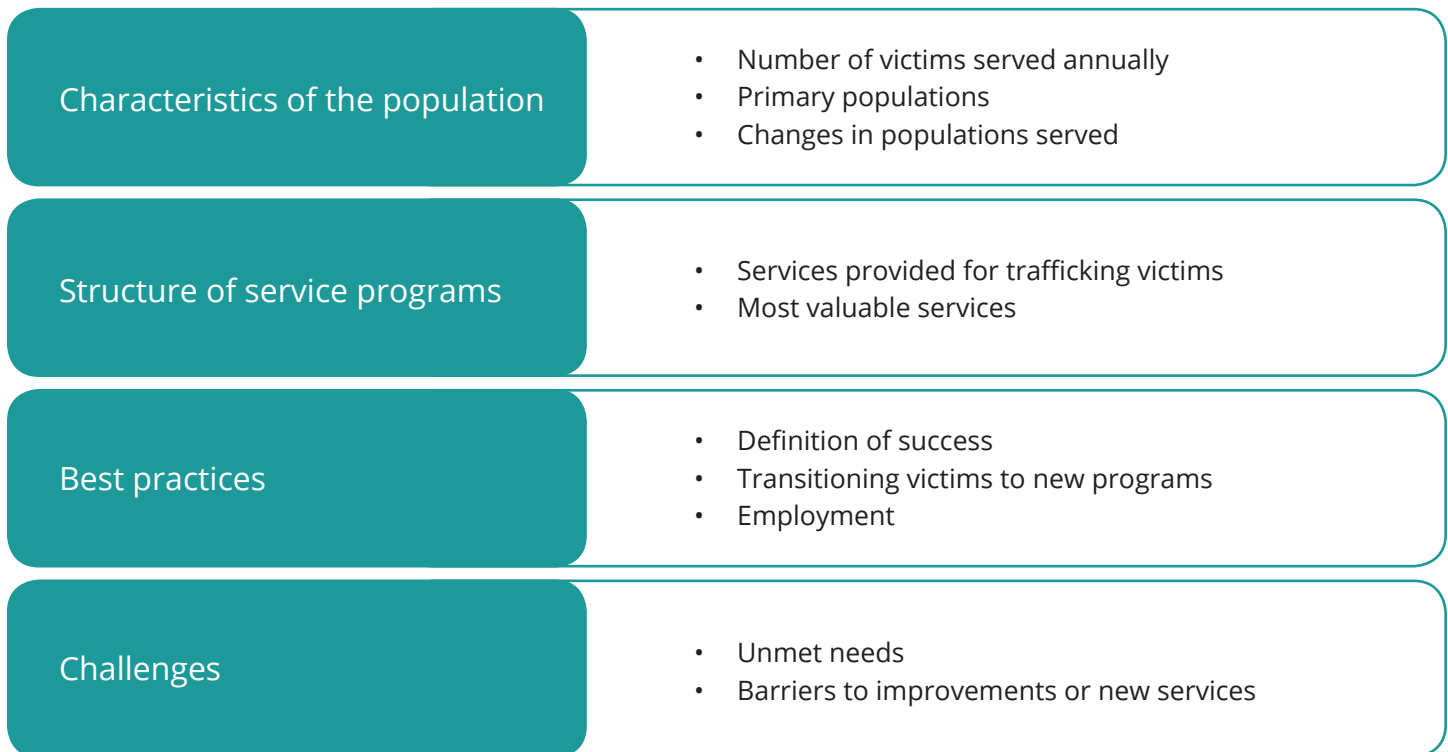 Characteristics of the population
• Number of victims served annually
• Primary populations
• Changes in populations served
Structure of service programs
• Services provided for trafficking victims
• Most valuable services
Best practices
• Definition of success
• Transitioning victims to new programs
• Employment
Challenges
• Unmet needs
• Barriers to improvements or new services